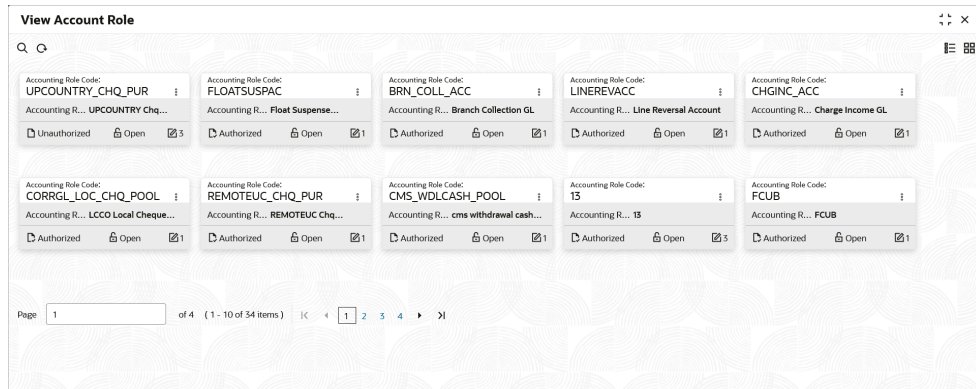 View Account Role
Accounting Role Code:
UPCOUNTRY_CHQ_PUR
Accounting R... UPCOUNTRY Chq...
Unauthorized Open 3
Accounting Role Code:
FLOATSUSPAC
Accounting R... Float Suspense...
Authorized Open 1
Accounting Role Code:
BRN_COLL_ACC
Accounting R... Branch Collection GL
Authorized Open 1
Accounting Role Code:
LINEREVACC
Accounting R... Line Reversal Account
Authorized Open 1
Accounting Role Code:
CHGINC_ACC
Accounting R... Charge Income GL
Authorized Open 1
Accounting Role Code:
CORRGL_LOC_CHQ_POOL
Accounting R... LCCO Local Cheque...
Authorized Open 1
Accounting Role Code:
REMOTEUC_CHQ_PUR
Accounting R... REMOTEUC Chq...
Authorized Open 1
Accounting Role Code:
CMS_WDLCASH_POOL
Accounting R... cms withdrawal cash...
Authorized Open 1
Accounting Role Code:
13
Accounting R... 13
Authorized Open 3
Accounting Role Code:
FCUB
Accounting R... FCUB
Authorized Open 1
Page 1 of 4 ( 1 - 10 of 34 items ) 1 2 3 4